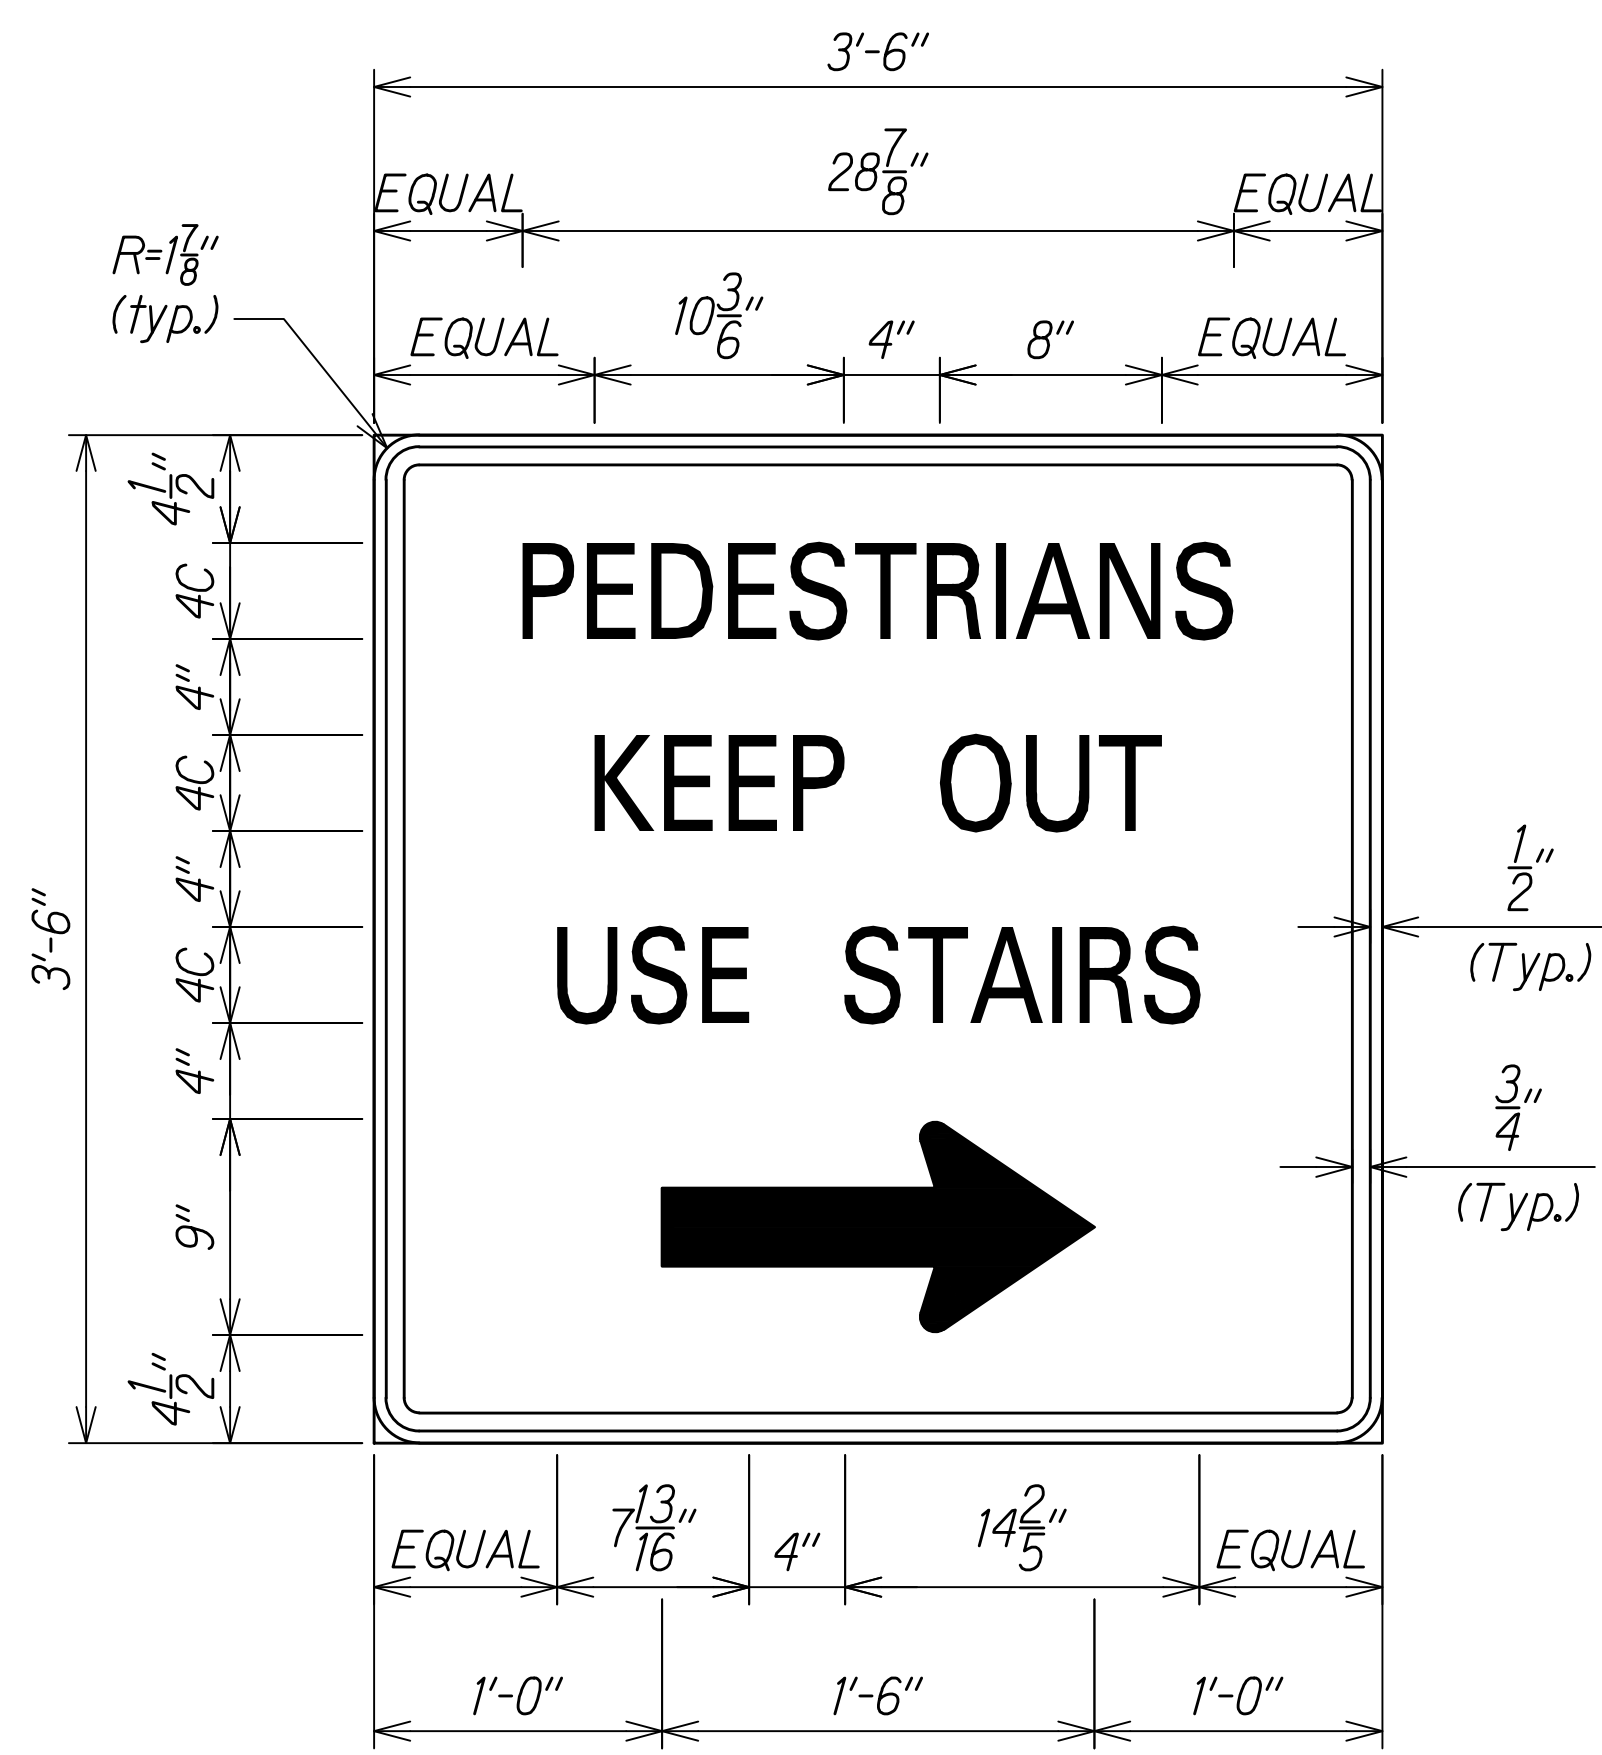 3'-6"
28 7/8"
EQUAL EQUAL
R=1 7/8"
(typ.)
10 3/6"
EQUAL 4" 8" EQUAL
4 1/2"
4C
4"
4C
4"
4C
4"
9"
4 1/2"
3'-6"
PEDESTRIANS
KEEP OUT
USE STAIRS
1/2"
(Typ.)
3/4"
(Typ.)
EQUAL 7 13/16" 4" 14 2/5" EQUAL
1'-0" 1'-6" 1'-0"